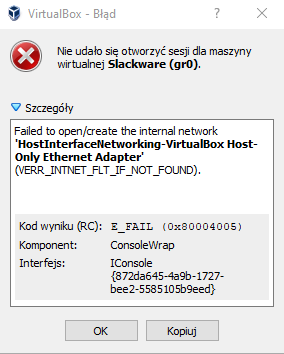 VirtualBox - Błąd
Nie udało się otworzyć sesji dla maszyny
wirtualnej Slackware (gr0).
Szczegóły
Failed to open/create the internal network
'HostInterfaceNetworking-VirtualBox Host-
Only Ethernet Adapter'
(VERR_INTNET_FLT_IF_NOT_FOUND).
Kod wyniku (RC): E_FAIL (0x80004005)
Komponent: ConsoleWrap
Interfejs: IConsole
{872da645-4a9b-1727-
bee2-5585105b9eed}
OK Kopiuj